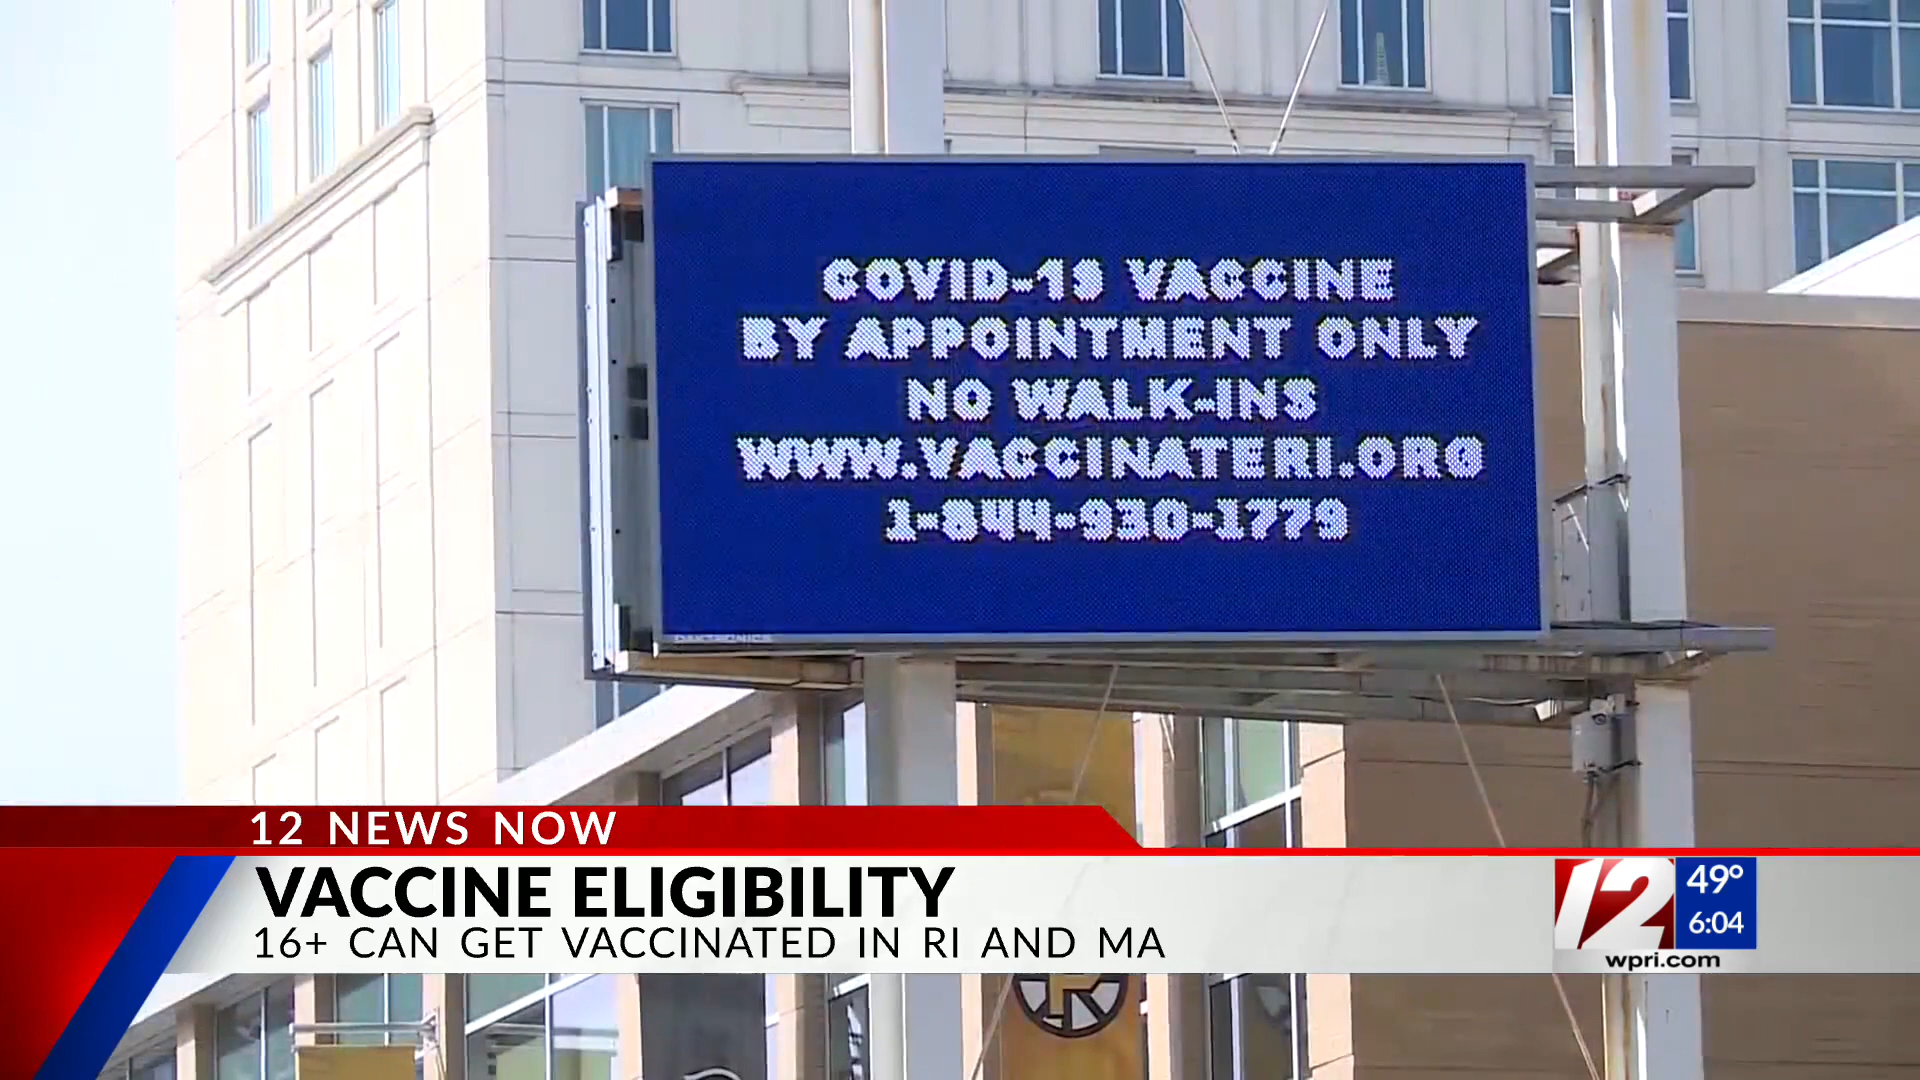 COVID-19 VACCINE
BY APPOINTMENT ONLY
NO WALK-INS
WWW.VACCINATERI.ORG
1-844-930-1779
DAKTRONICS
12 NEWS NOW
VACCINE ELIGIBILITY
16+ CAN GET VACCINATED IN RI AND MA
12
49°
6:04
wpri.com
P